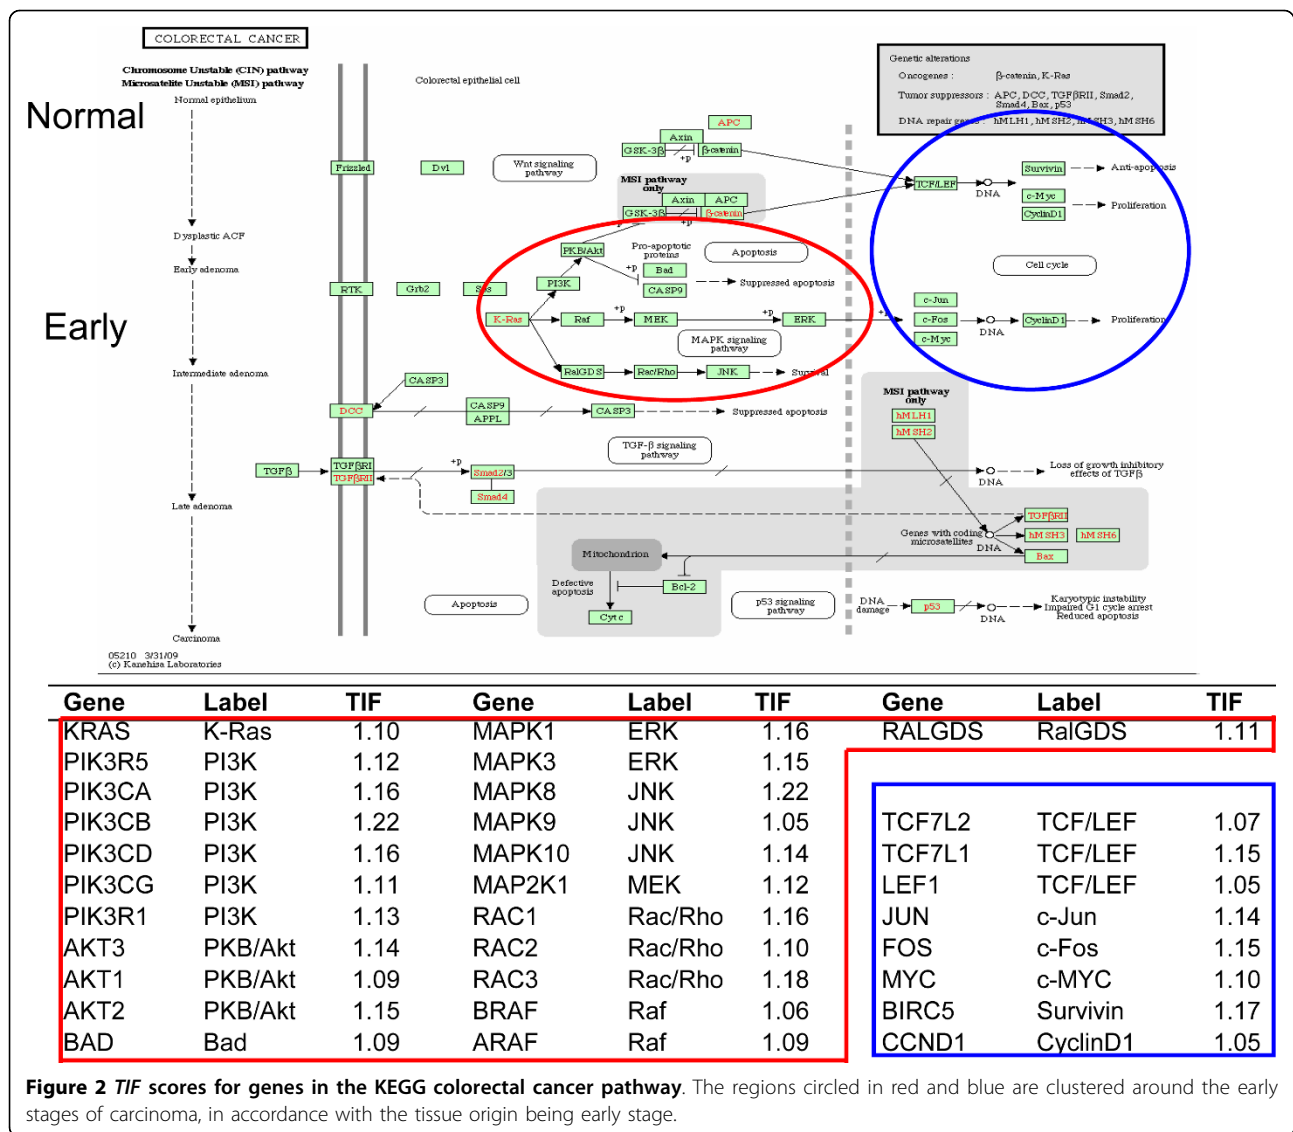 COLORECTAL CANCER
Chromosome Unstable (CIN) pathway
Microsatelite Unstable (MSI) pathway
Normal epithelium
Normal
Colorectal epithelial cell
Genetic alterations
Oncogenes : β-catenin, K-Ras
Tumor suppressors : APC, DCC, TGFβRII, Smad2,
Smad4, Bax, p53
DNA repair genes : hMLH1, hMSH2, hMSH3, hMSH6
APC
Axin
GSK-3β β-catenin
+p
Frizzled Dvl
Wnt signaling
pathway
MSI pathway
only
Axin APC
GSK-3β β-catenin
+p
TCF/LEF
DNA
Survivin Anti-apoptosis
c-Myc
CyclinD1
Proliferation
Dysplastic ACF
Early adenoma
PKB/Akt
Pro-apoptotic
proteins
Apoptosis
+p
Bad
CASP9
Suppressed apoptosis
Cell cycle
RTK Grb2 Sos PI3K
Early
K-Ras Raf +p MEK +p ERK +p
c-Jun
c-Fos
c-Myc
DNA
CyclinD1 Proliferation
MAPK signaling
pathway
Intermediate adenoma
RalGDS Rac/Rho JNK Survival
CASP3
DCC
CASP9
APPL
CASP3 Suppressed apoptosis
MSI pathway
only
hMLH1
hMSH2
TGF-β signaling
pathway
TGFβ
TGFβRI
TGFβRII
+p
Smad2/3
Smad4
DNA
Loss of growth inhibitory
effects of TGFβ
Late adenoma
Genes with coding
microsatellites
DNA
TGFβRII
hMSH3 hMSH6
Bax
Mitochondrion
Defective
apoptosis
Bcl-2
Cytc
Apoptosis
p53 signaling
pathway
DNA
damage
p53
DNA
Karyotypic instability
Impaired G1 cycle arrest
Reduced apoptosis
Carcinoma
05210 3/31/09
(c) Kanehisa Laboratories
Gene Label TIF Gene Label TIF Gene Label TIF
KRAS K-Ras 1.10 MAPK1 ERK 1.16 RALGDS RalGDS 1.11
PIK3R5 PI3K 1.12 MAPK3 ERK 1.15
PIK3CA PI3K 1.16 MAPK8 JNK 1.22
PIK3CB PI3K 1.22 MAPK9 JNK 1.05 TCF7L2 TCF/LEF 1.07
PIK3CD PI3K 1.16 MAPK10 JNK 1.14 TCF7L1 TCF/LEF 1.15
PIK3CG PI3K 1.11 MAP2K1 MEK 1.12 LEF1 TCF/LEF 1.05
PIK3R1 PI3K 1.13 RAC1 Rac/Rho 1.16 JUN c-Jun 1.14
AKT3 PKB/Akt 1.14 RAC2 Rac/Rho 1.10 FOS c-Fos 1.15
AKT1 PKB/Akt 1.09 RAC3 Rac/Rho 1.18 MYC c-MYC 1.10
AKT2 PKB/Akt 1.15 BRAF Raf 1.06 BIRC5 Survivin 1.17
BAD Bad 1.09 ARAF Raf 1.09 CCND1 CyclinD1 1.05
Figure 2 TIF scores for genes in the KEGG colorectal cancer pathway. The regions circled in red and blue are clustered around the early
stages of carcinoma, in accordance with the tissue origin being early stage.